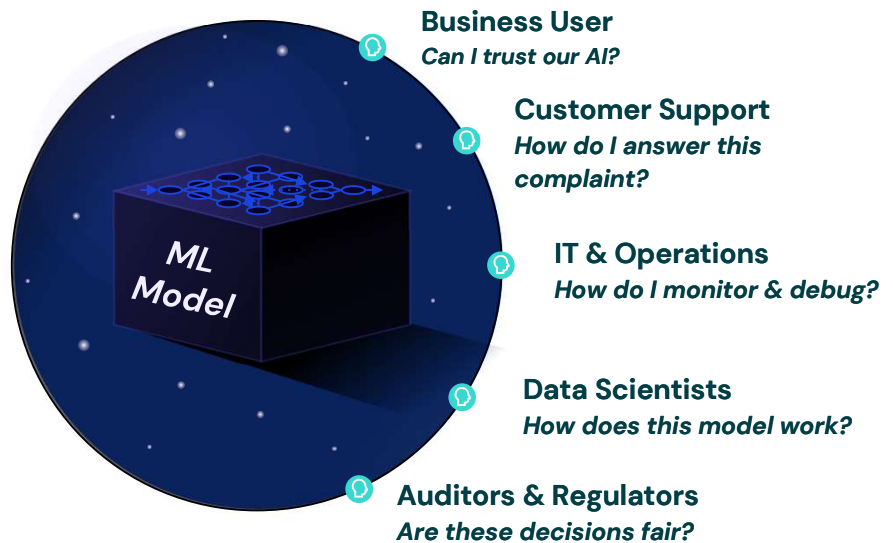 Business User
Can I trust our AI?
Customer Support
How do I answer this
complaint?
IT & Operations
How do I monitor & debug?
ML
Model
Data Scientists
How does this model work?
Auditors & Regulators
Are these decisions fair?